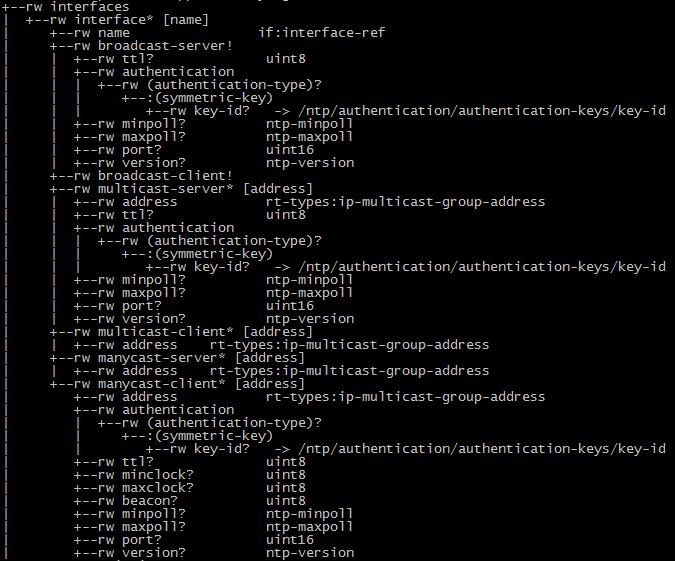 +--rw interfaces
|  +--rw interface* [name]
|     +--rw name                if:interface-ref
|     +--rw broadcast-server!
|     |  +--rw ttl?              uint8
|     |  +--rw authentication
|     |  |  +--rw (authentication-type)?
|     |  |     +--:(symmetric-key)
|     |  |        +--rw key-id?   -> /ntp/authentication/authentication-keys/key-id
|     |  +--rw minpoll?          ntp-minpoll
|     |  +--rw maxpoll?          ntp-maxpoll
|     |  +--rw port?             uint16
|     |  +--rw version?          ntp-version
|     +--rw broadcast-client!
|     +--rw multicast-server* [address]
|     |  +--rw address           rt-types:ip-multicast-group-address
|     |  +--rw ttl?              uint8
|     |  +--rw authentication
|     |  |  +--rw (authentication-type)?
|     |  |     +--:(symmetric-key)
|     |  |        +--rw key-id?   -> /ntp/authentication/authentication-keys/key-id
|     |  +--rw minpoll?          ntp-minpoll
|     |  +--rw maxpoll?          ntp-maxpoll
|     |  +--rw port?             uint16
|     |  +--rw version?          ntp-version
|     +--rw multicast-client* [address]
|     |  +--rw address    rt-types:ip-multicast-group-address
|     +--rw manycast-server* [address]
|     |  +--rw address    rt-types:ip-multicast-group-address
|     +--rw manycast-client* [address]
|        +--rw address           rt-types:ip-multicast-group-address
|        +--rw authentication
|        |  +--rw (authentication-type)?
|        |     +--:(symmetric-key)
|        |        +--rw key-id?   -> /ntp/authentication/authentication-keys/key-id
|        +--rw ttl?              uint8
|        +--rw minclock?         uint8
|        +--rw maxclock?         uint8
|        +--rw beacon?           uint8
|        +--rw minpoll?          ntp-minpoll
|        +--rw maxpoll?          ntp-maxpoll
|        +--rw port?             uint16
|        +--rw version?          ntp-version